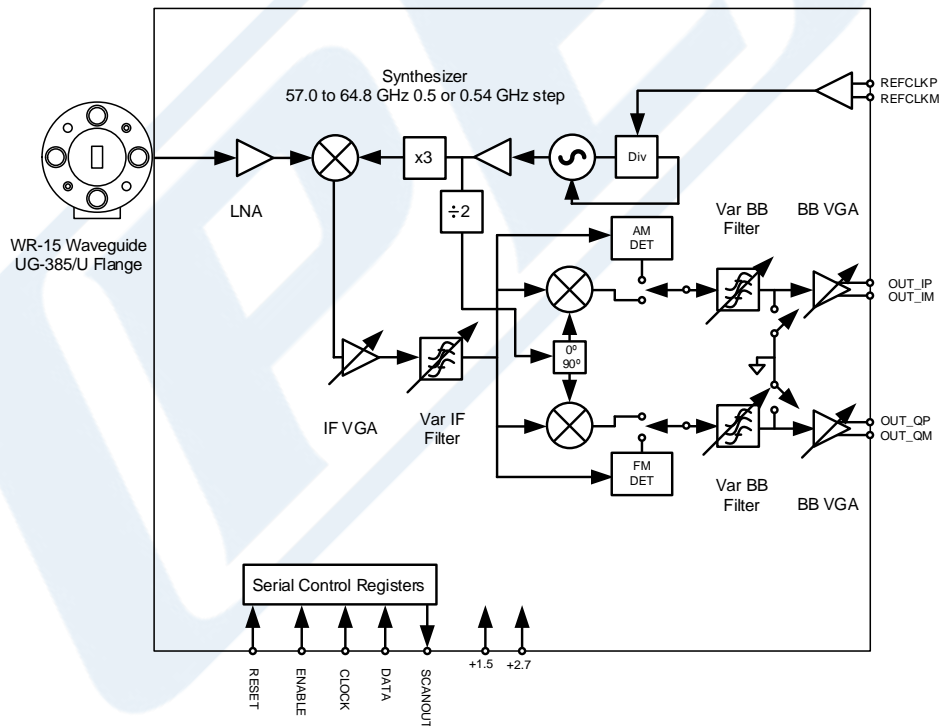 Synthesizer
57.0 to 64.8 GHz 0.5 or 0.54 GHz step
REFCLKP
REFCLKM
x3
Div
LNA
÷2
WR-15 Waveguide
UG-385/U Flange
AM
DET
Var BB
Filter
BB VGA
OUT_IP
OUT_IM
0º
90º
IF VGA
Var IF
Filter
OUT_QP
OUT_QM
FM
DET
Var BB
Filter
BB VGA
Serial Control Registers
RESET
ENABLE
CLOCK
DATA
SCANOUT
+1.5
+2.7